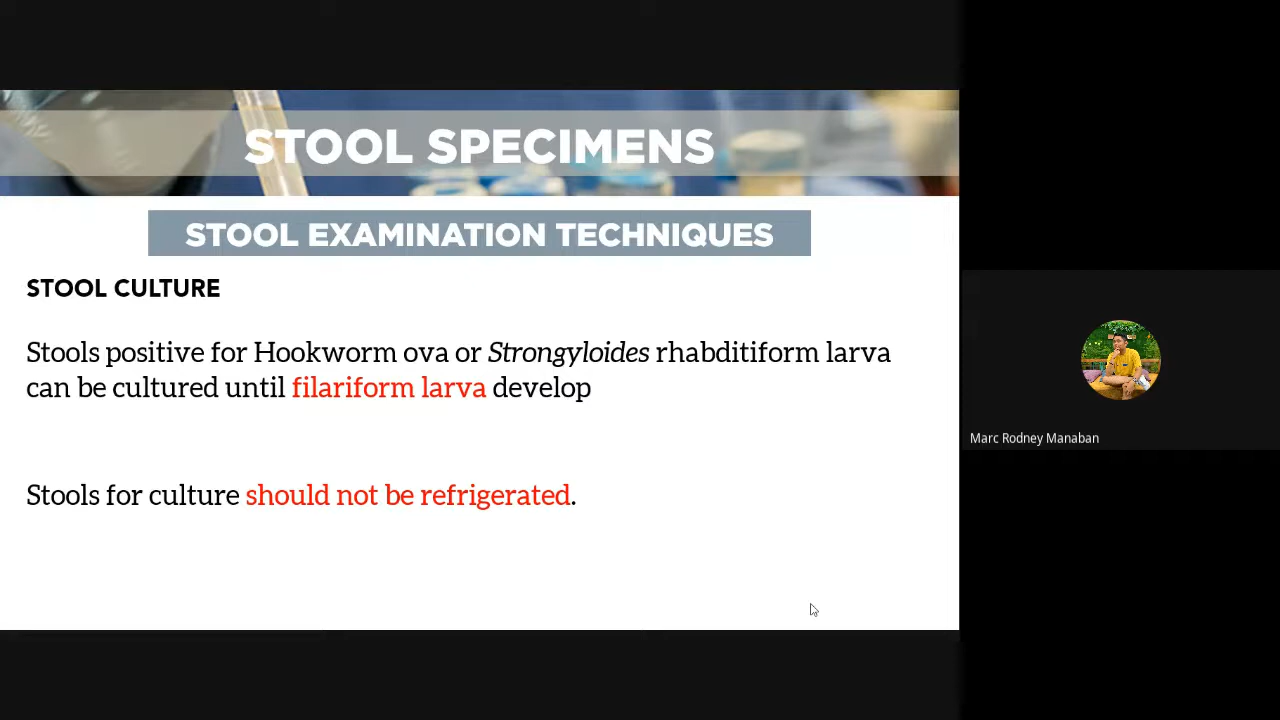 STOOL SPECIMENS
STOOL EXAMINATION TECHNIQUES
STOOL CULTURE
Stools positive for Hookworm ova or Strongyloides rhabditiform larva
can be cultured until filariform larva develop
Stools for culture should not be refrigerated.
Marc Rodney Manaban